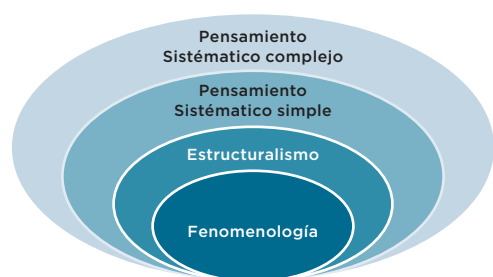 Pensamiento
Sistématico complejo
Pensamiento
Sistématico simple
Estructuralismo
Fenomenología